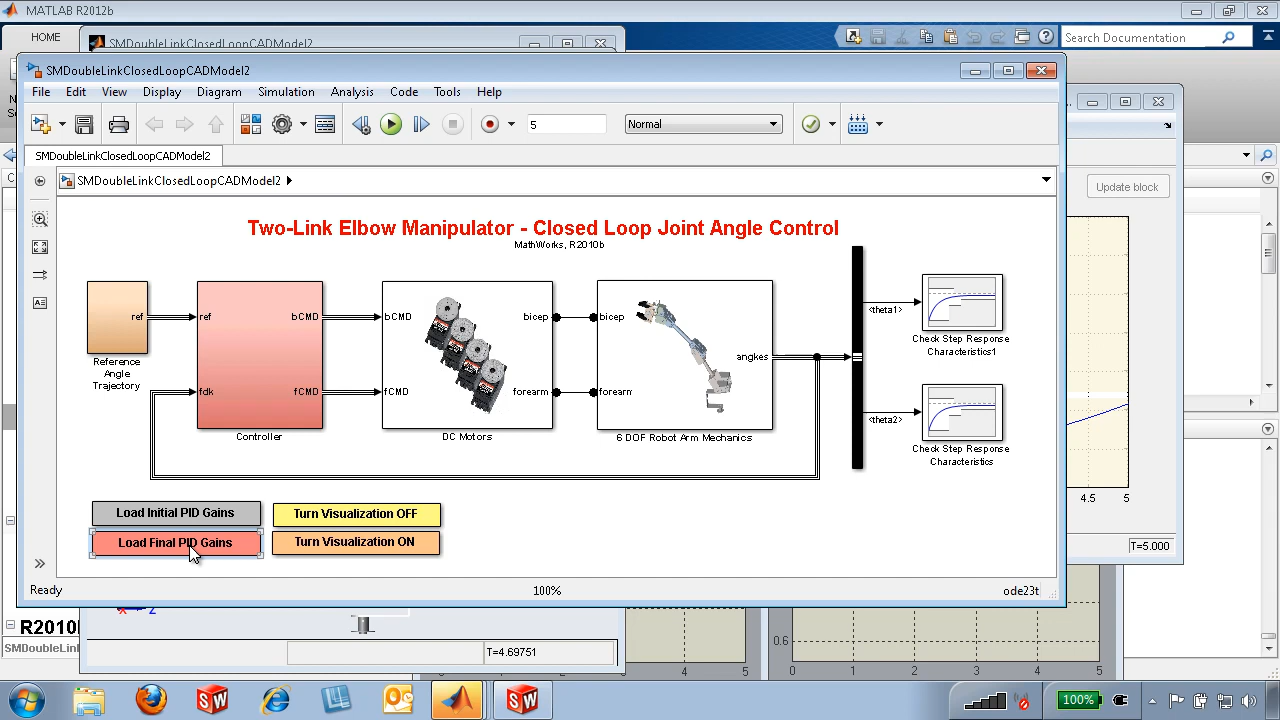 MATLAB R2012b
HOME
SMDoubleLinkClosedLoopCADModel2
Search Documentation
SMDoubleLinkClosedLoopCADModel2
File Edit View Display Diagram Simulation Analysis Code Tools Help
5
Normal
SMDoubleLinkClosedLoopCADModel2
SMDoubleLinkClosedLoopCADModel2
Update block
Two-Link Elbow Manipulator - Closed Loop Joint Angle Control
MathWorks, R2010b
ref
ref
bCMD
bCMD
bicep
bicep
<theta1>
Check Step Response
Characteristics1
Reference
Angle
Trajectory
angkes
fdk
fCMD
fCMD
forearm
forearm
<theta2>
Controller
DC Motors
6 DOF Robot Arm Mechanics
Check Step Response
Characteristics
4.5 5
Load Initial PID Gains
Turn Visualization OFF
Load Final PID Gains
Turn Visualization ON
T=5.000
Ready
100%
ode23t
x
z
SMDoubleLinl
T=4.69751
4 5
0.6
0 1 2 3 4 5
100%